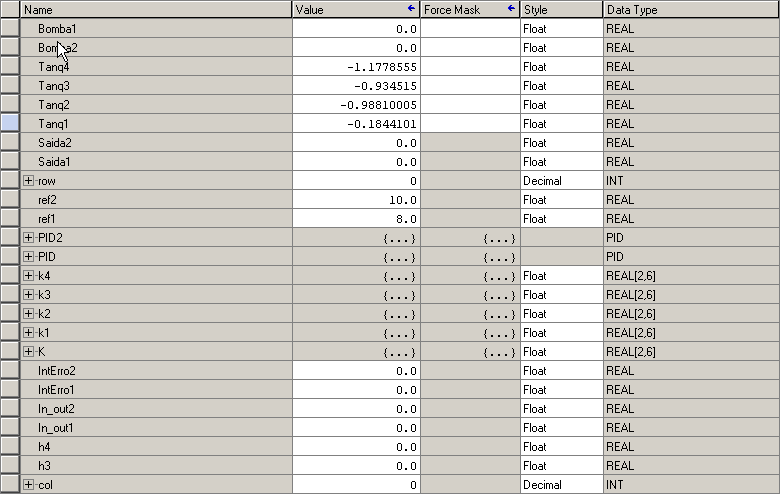 Name Value Force Mask Style Data Type
Bomba1 0.0 Float REAL
Bomba2 0.0 Float REAL
Tanq4 -1.1778555 Float REAL
Tanq3 -0.934515 Float REAL
Tanq2 -0.98810005 Float REAL
Tanq1 -0.1844101 Float REAL
Saida2 0.0 Float REAL
Saida1 0.0 Float REAL
row 0 Decimal INT
ref2 10.0 Float REAL
ref1 8.0 Float REAL
PID2 {...} {...} PID
PID {...} {...} PID
k4 {...} {...} Float REAL[2,6]
k3 {...} {...} Float REAL[2,6]
k2 {...} {...} Float REAL[2,6]
k1 {...} {...} Float REAL[2,6]
K {...} {...} Float REAL[2,6]
IntErro2 0.0 Float REAL
IntErro1 0.0 Float REAL
In_out2 0.0 Float REAL
In_out1 0.0 Float REAL
h4 0.0 Float REAL
h3 0.0 Float REAL
col 0 Decimal INT